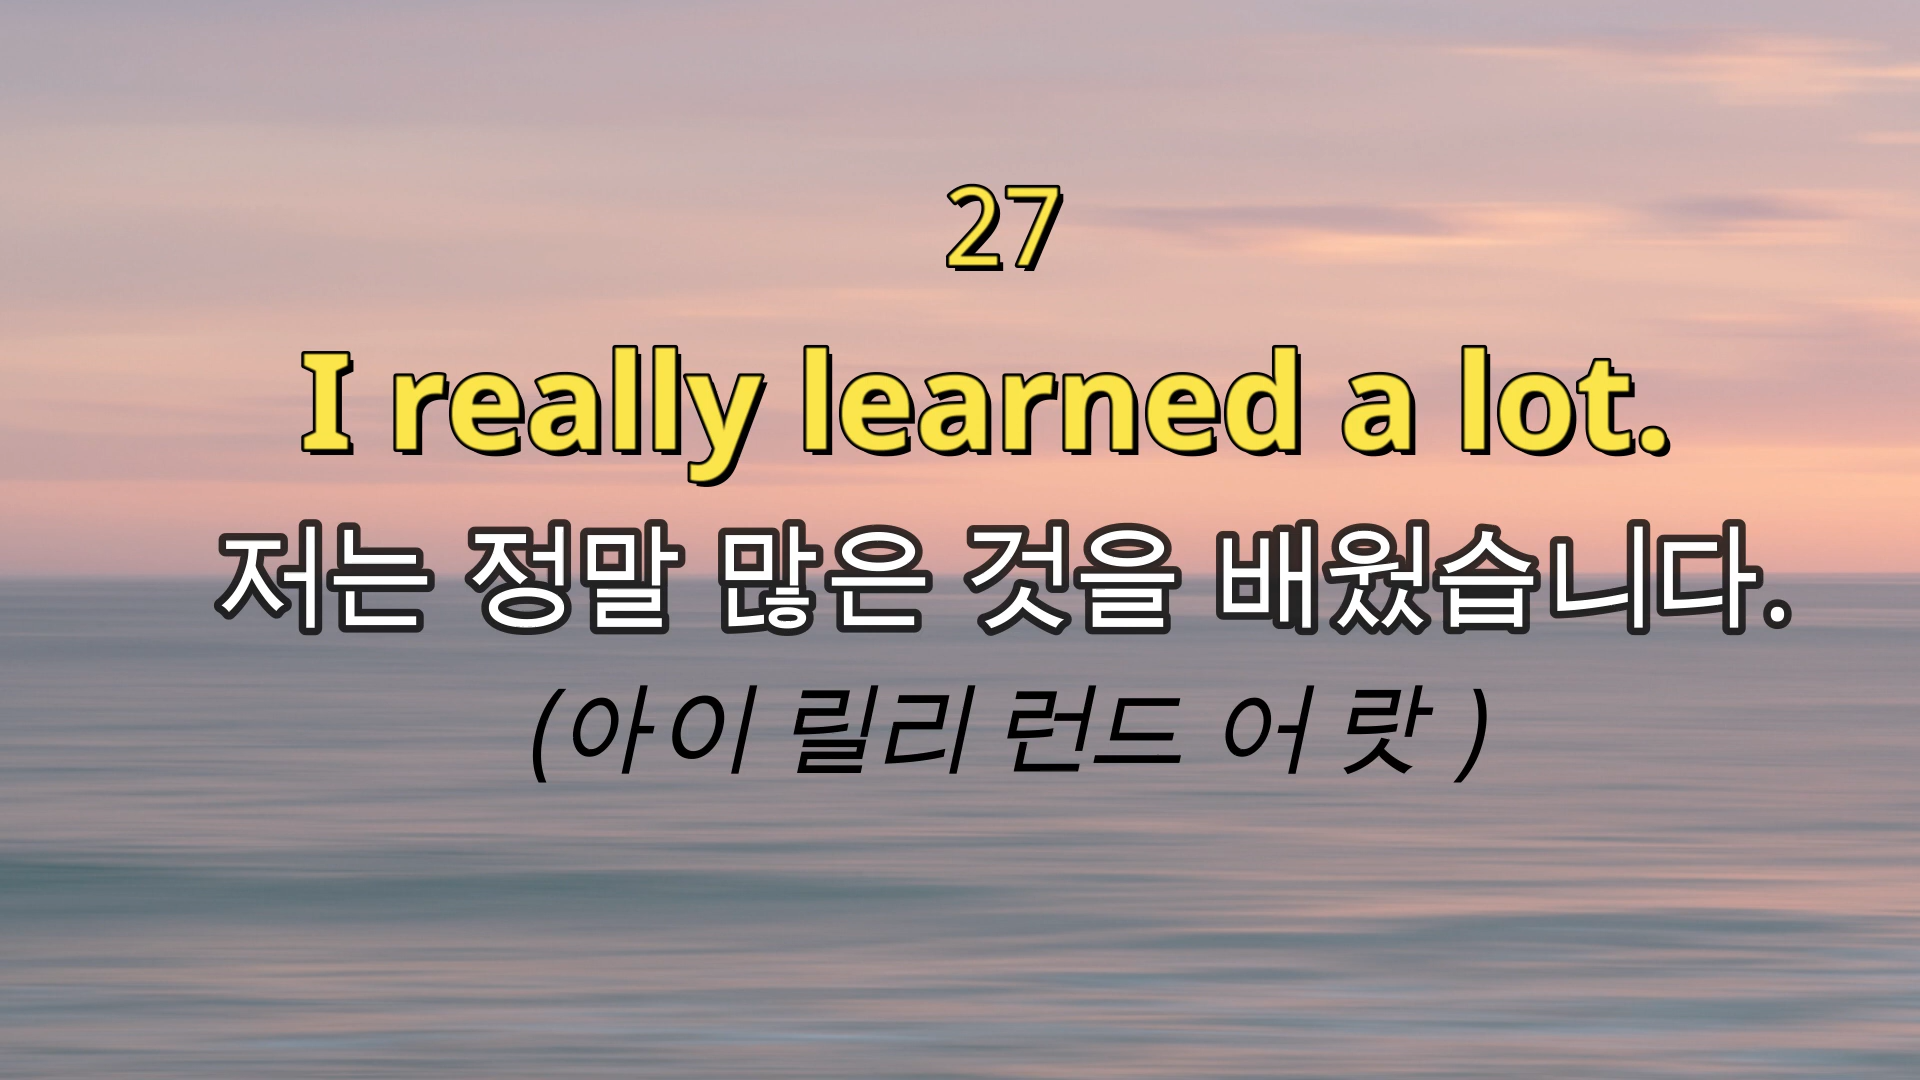 27
I really learned a lot.
저는 정말 많은 것을 배웠습니다.
(아이 릴리 런드 어 랏 )